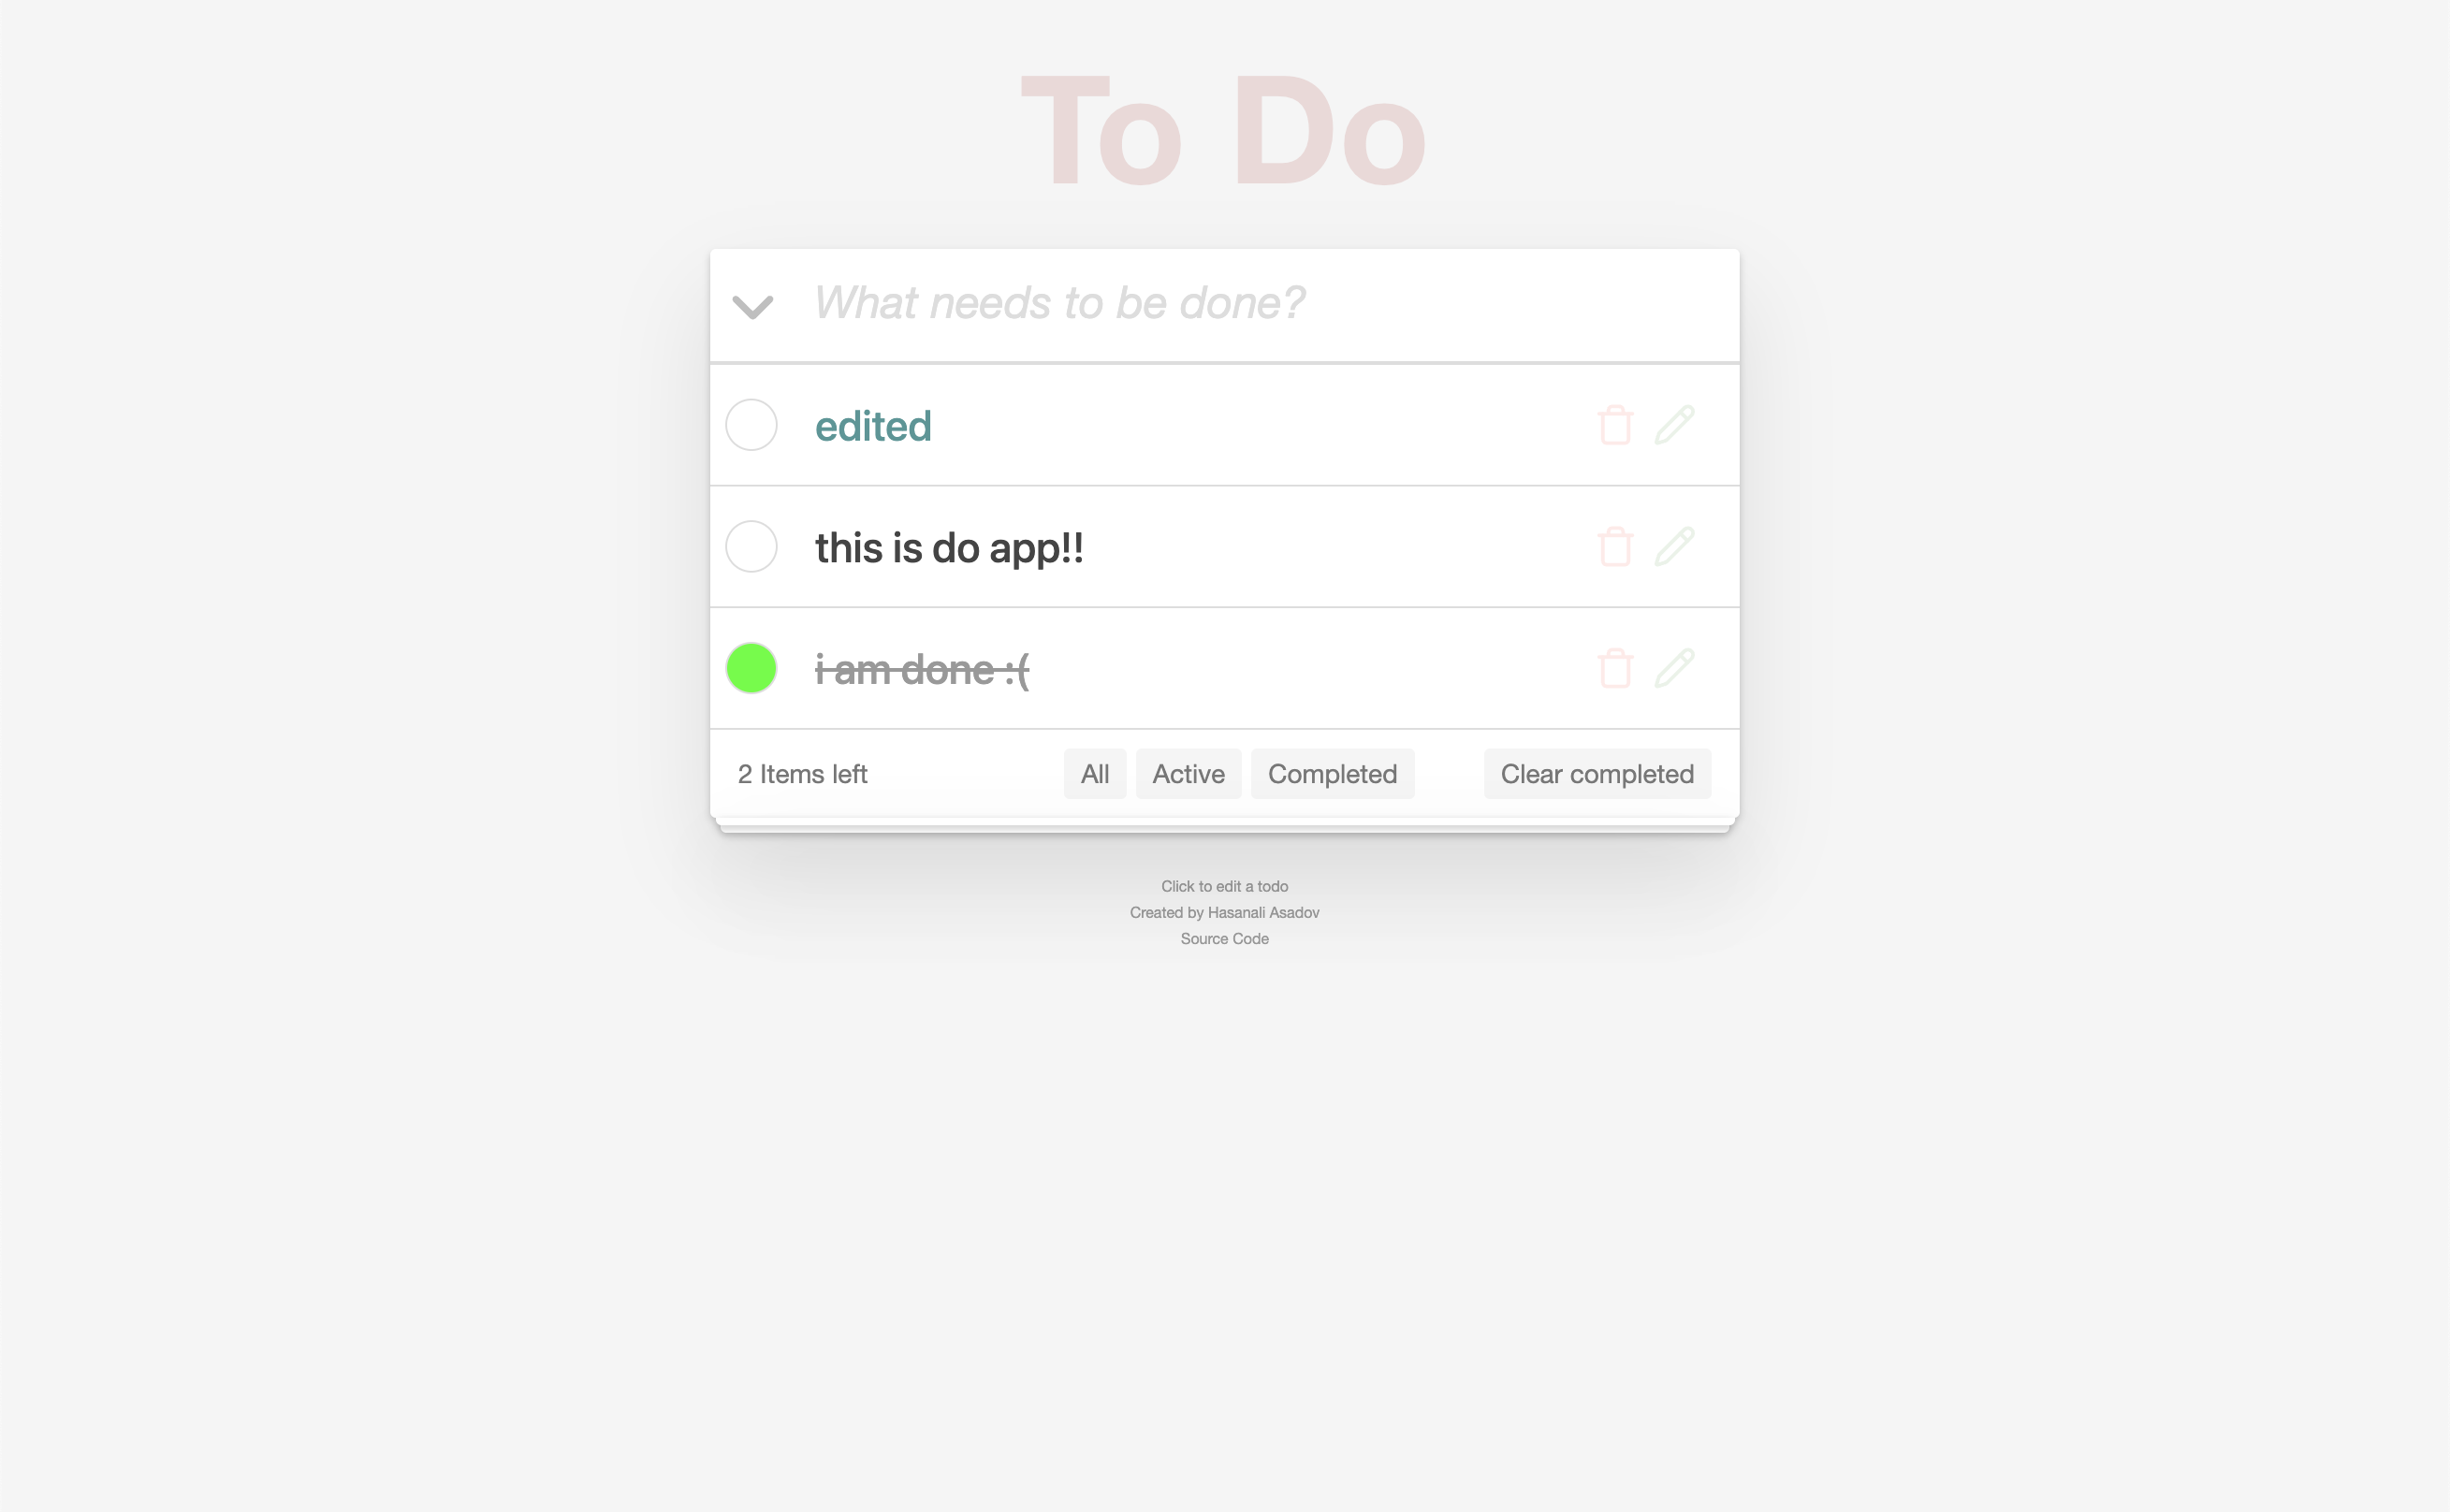 To Do
What needs to be done?
edited
this is do app!!
i am done :(
2 Items left All Active Completed Clear completed
Click to edit a todo
Created by Hasanali Asadov
Source Code